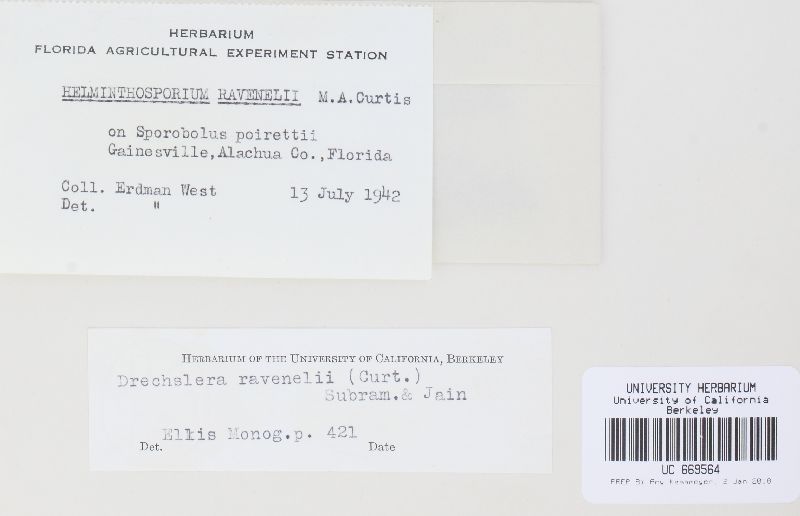 HERBARIUM
FLORIDA AGRICULTURAL EXPERIMENT STATION
HELMINTHOSPORIUM RAVENELII M.A.Curtis
on Sporobolus poirettii
Gainesville,Alachua Co.,Florida
Coll. Erdman West 13 July 1942
Det. "
HERBARIUM OF THE UNIVERSITY OF CALIFORNIA, BERKELEY
Drechslera ravenelii (Curt.)
Subram.& Jain
Ellis Monog.p. 421
Det. Date
UNIVERSITY HERBARIUM
University of California
Berkeley
UC 669564
2 Jan